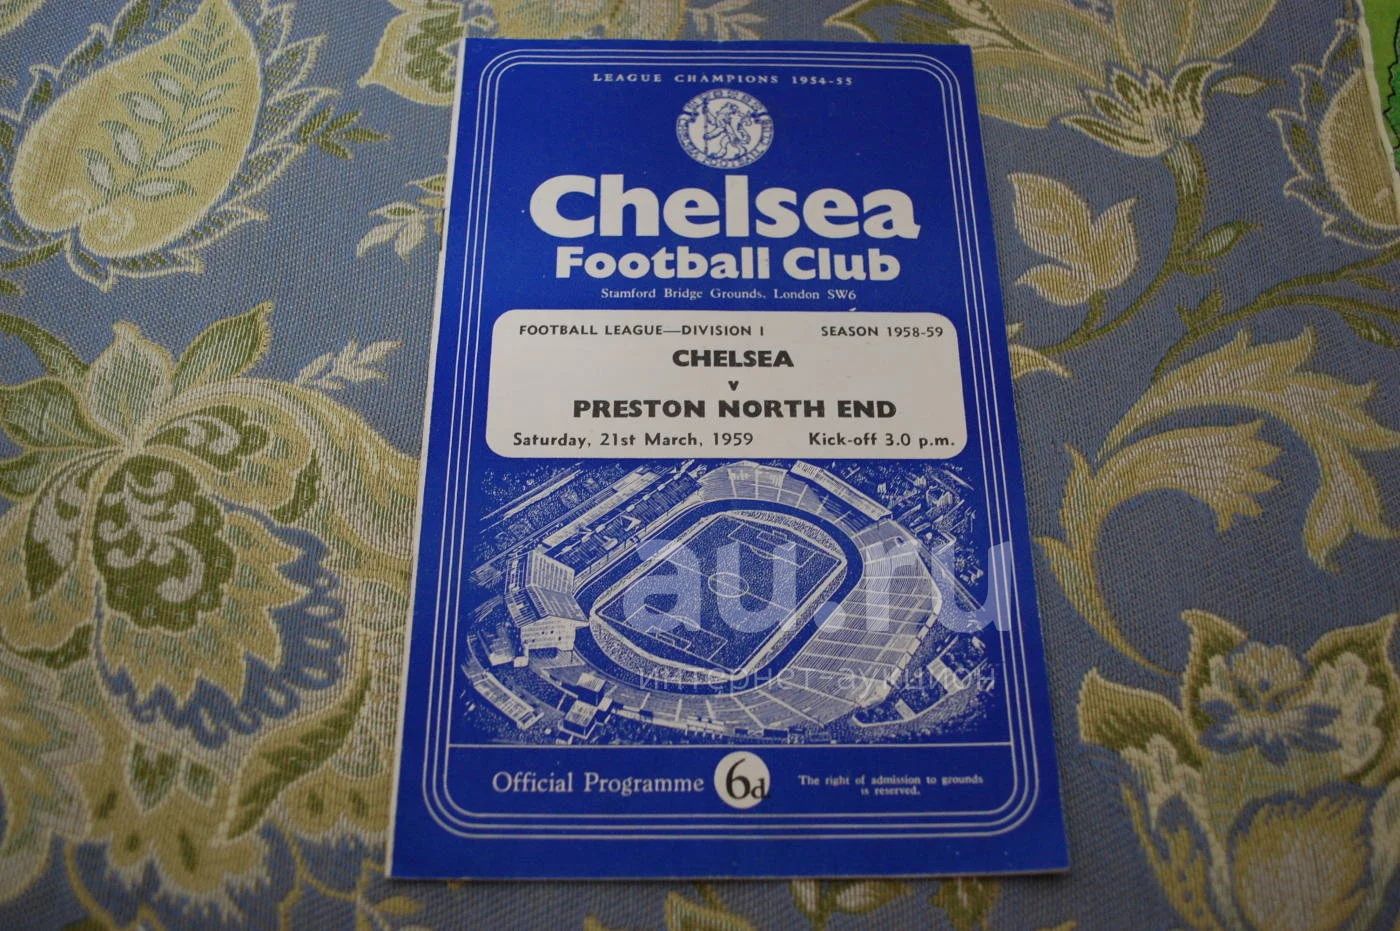 LEAGUE CHAMPIONS 1954-55
Chelsea
Football Club
Stamford Bridge Grounds, London SW6
FOOTBALL LEAGUE—DIVISION I SEASON 1958-59
CHELSEA
v
PRESTON NORTH END
Saturday, 21st March, 1959 Kick-off 3.0 p.m.
au.ru
интернет-аукцион
Official Programme 6d.
The right of admission to grounds
is reserved.